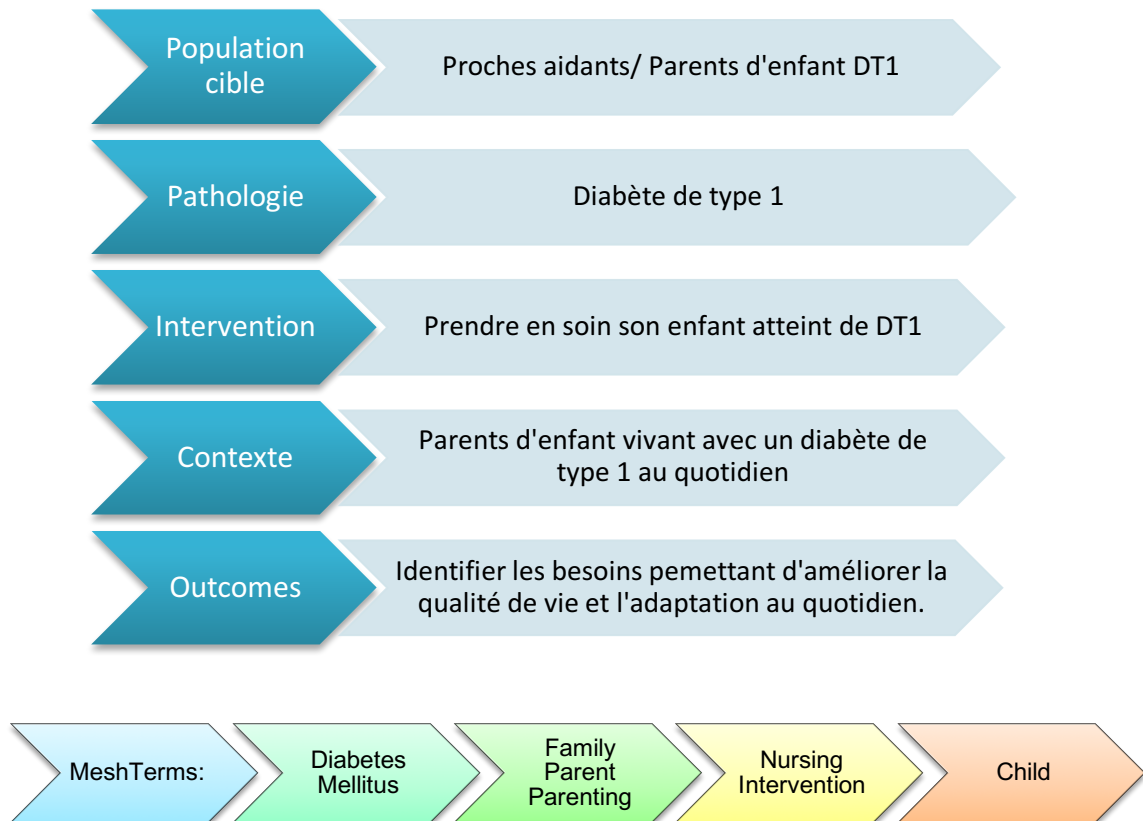 Population
cible
Proches aidants/ Parents d'enfant DT1
Pathologie
Diabète de type 1
Intervention
Prendre en soin son enfant atteint de DT1
Contexte
Parents d'enfant vivant avec un diabète de
type 1 au quotidien
Outcomes
Identifier les besoins pemettant d'améliorer la
qualité de vie et l'adaptation au quotidien.
MeshTerms:
Diabetes
Mellitus
Family
Parent
Parenting
Nursing
Intervention
Child